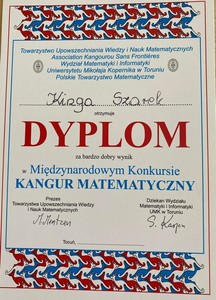 Towarzystwo Upowszechniania Wiedzy i Nauk Matematycznych
Association Kangourou Sans Frontières
Wydział Matematyki i Informatyki
Uniwersytetu Mikołaja Kopernika w Toruniu
Polskie Towarzystwo Matematyczne
Kinga Szarek
otrzymuje
DYPLOM
za bardzo dobry wynik
w Międzynarodowym Konkursie
KANGUR MATEMATYCZNY
Prezes
Towarzystwa Upowszechniania Wiedzy
i Nauk Matematycznych
Dziekan Wydziału
Matematyki i Informatyki
UMK w Toruniu
Toruń,